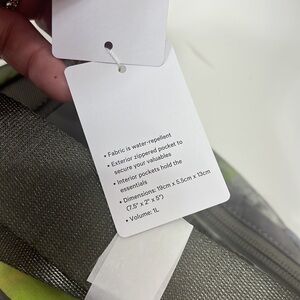 • Fabric is water-repellent
• Exterior zippered pocket to
secure your valuables
• Interior pockets hold the
essentials
• Dimensions: 19cm x 5.5cm x 13cm
(7.5" x 2" x 5")
• Volume: 1L